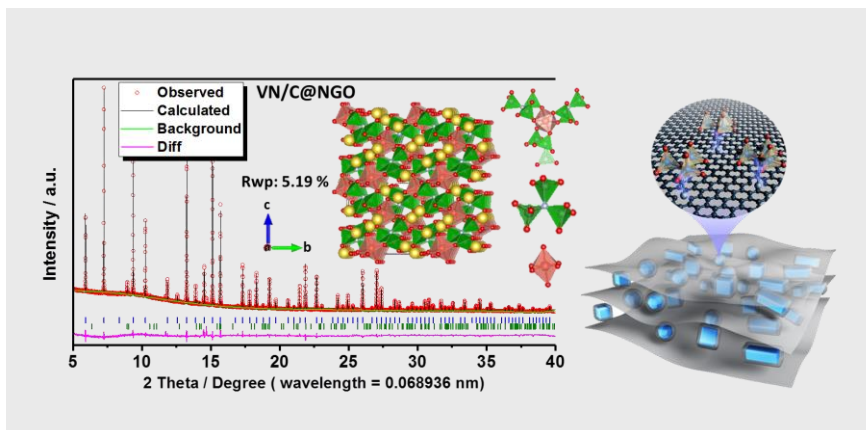 Observed
Calculated
Background
Diff
VN/C@NGO
Rwp: 5.19 %
c
b
Intensity / a.u.
5 10 15 20 25 30 35 40
2 Theta / Degree ( wavelength = 0.068936 nm)